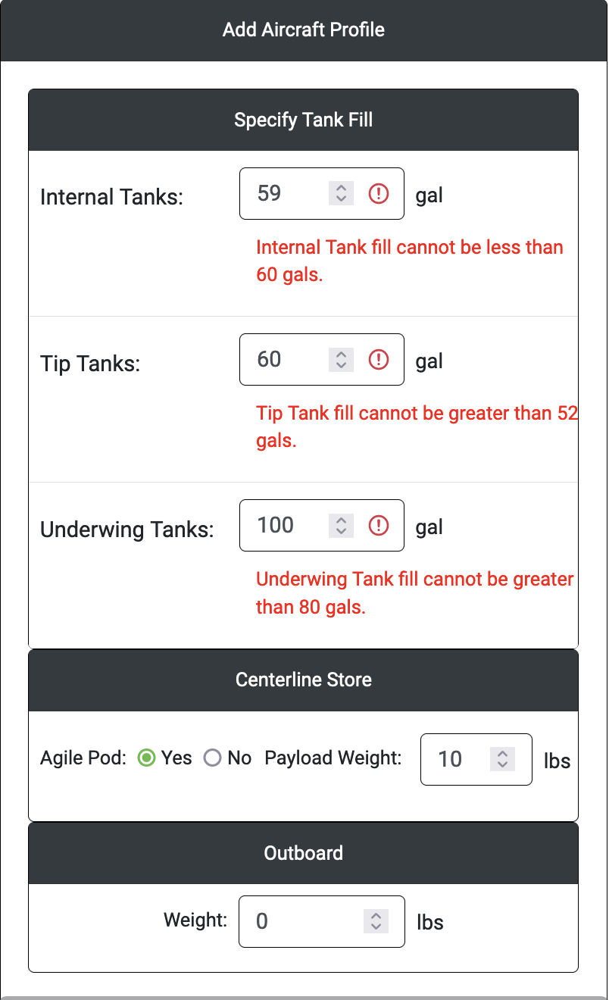 Add Aircraft Profile
Specify Tank Fill
Internal Tanks: 59 gal
Internal Tank fill cannot be less than
60 gals.
Tip Tanks: 60 gal
Tip Tank fill cannot be greater than 52
gals.
Underwing Tanks: 100 gal
Underwing Tank fill cannot be greater
than 80 gals.
Centerline Store
Agile Pod: Yes No Payload Weight: 10 lbs
Outboard
Weight: 0 lbs